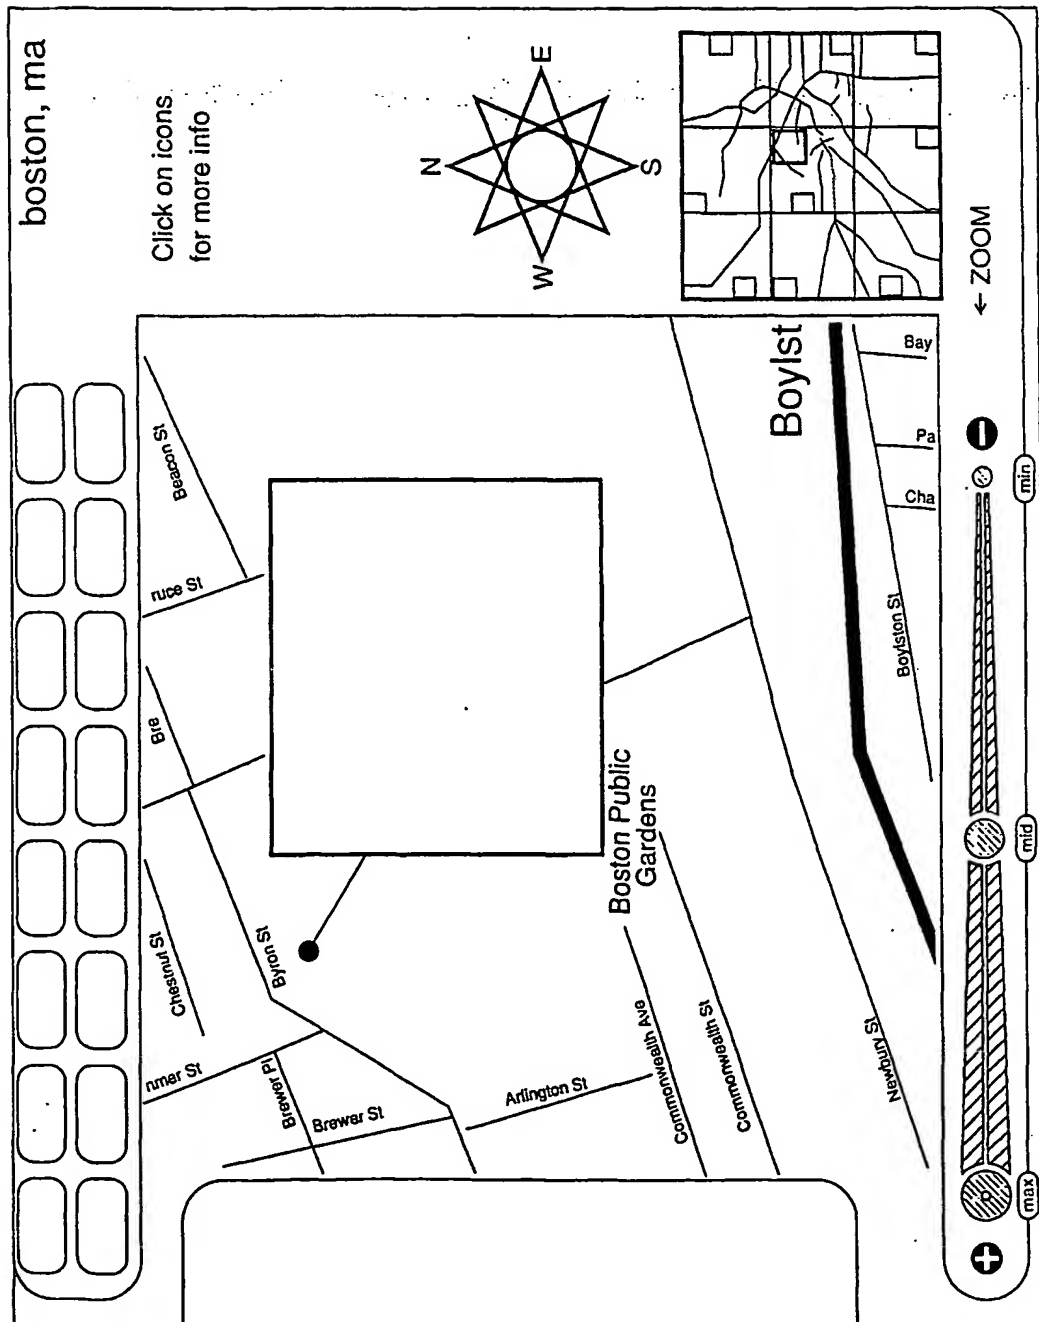 boston, ma
Click on icons
for more info
N
E
S
W
← ZOOM
Beacon St
ruce St
Bre
Chestnut St
Byron St
nmer St
Brewer Pl
Brewer St
Arlington St
Boston Public
Gardens
Commonwealth Ave
Commonwealth St
Newbury St
Boylst
Boylston St
Bay
Pa
Cha
min
mid
max